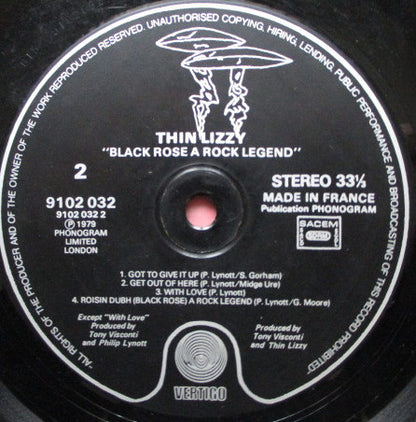 "ALL RIGHTS OF THE PRODUCER AND OF THE OWNER OF THE WORK REPRODUCED RESERVED. UNAUTHORISED COPYING, HIRING, LENDING, PUBLIC PERFORMANCE AND BROADCASTING OF THIS RECORD PROHIBITED."
THIN LIZZY
"BLACK ROSE A ROCK LEGEND"
2
9102 032
9102 032 2
Ⓟ 1979
PHONOGRAM
LIMITED
LONDON
STEREO 33⅓
MADE IN FRANCE
Publication PHONOGRAM
SACEM
1. GOT TO GIVE IT UP (P. Lynott/S. Gorham)
2. GET OUT OF HERE (P. Lynott/Midge Ure)
3. WITH LOVE (P. Lynott)
4. ROISIN DUBH (BLACK ROSE) A ROCK LEGEND (P. Lynott/G. Moore)
Except "With Love"
Produced by
Tony Visconti
and Philip Lynott
Produced by
Tony Visconti
and Thin Lizzy
VERTIGO